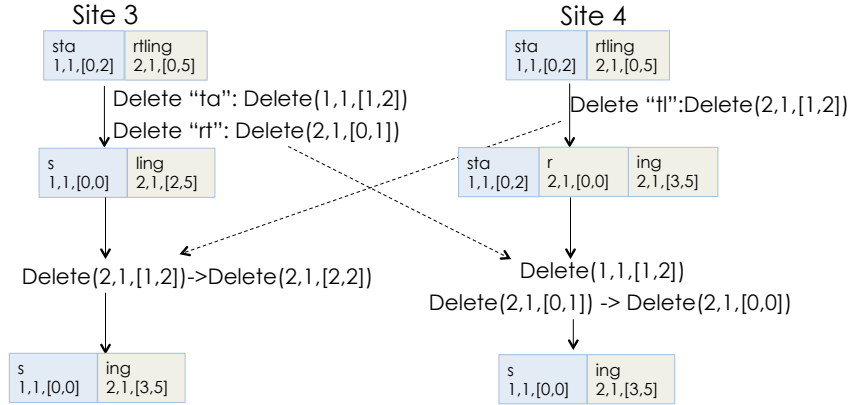 Site 3
Site 4
sta
1,1,[0,2]
rtling
2,1,[0,5]
sta
1,1,[0,2]
rtling
2,1,[0,5]
Delete “ta”: Delete(1,1,[1,2])
Delete “rt”: Delete(2,1,[0,1])
Delete “tl”:Delete(2,1,[1,2])
s
1,1,[0,0]
ling
2,1,[2,5]
sta
1,1,[0,2]
r
2,1,[0,0]
ing
2,1,[3,5]
Delete(2,1,[1,2])->Delete(2,1,[2,2])
Delete(1,1,[1,2])
Delete(2,1,[0,1]) -> Delete(2,1,[0,0])
s
1,1,[0,0]
ing
2,1,[3,5]
s
1,1,[0,0]
ing
2,1,[3,5]